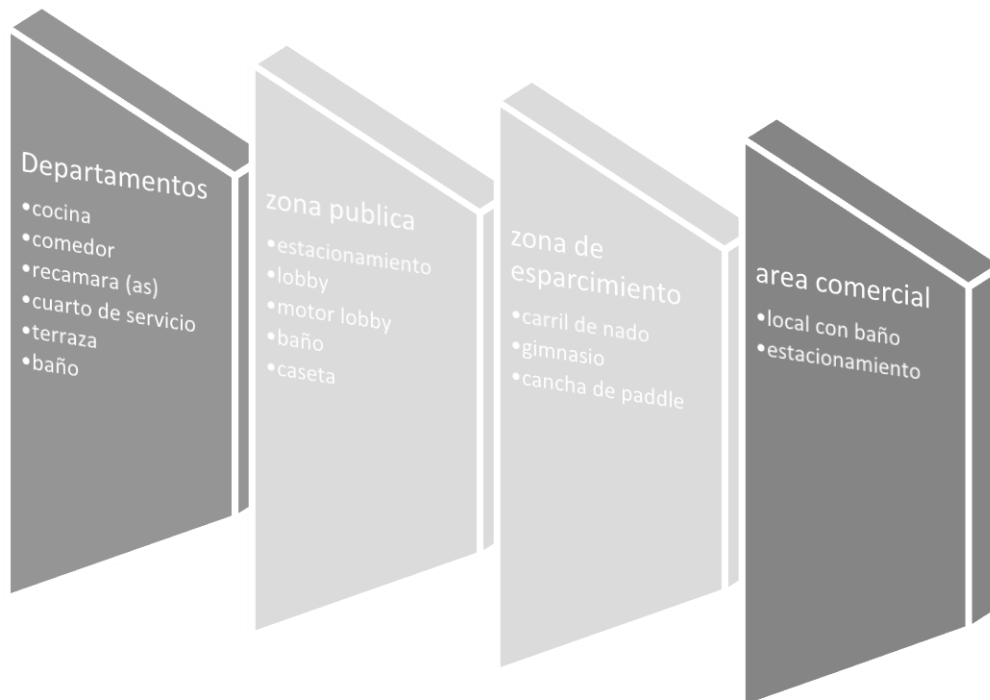 Departamentos
•cocina
•comedor
•recamara (as)
•cuarto de servicio
•terraza
•baño
zona publica
•estacionamiento
•lobby
•motor lobby
•baño
•caseta
zona de
esparcimiento
•carril de nado
•gimnasio
•cancha de paddle
area comercial
•local con baño
•estacionamiento